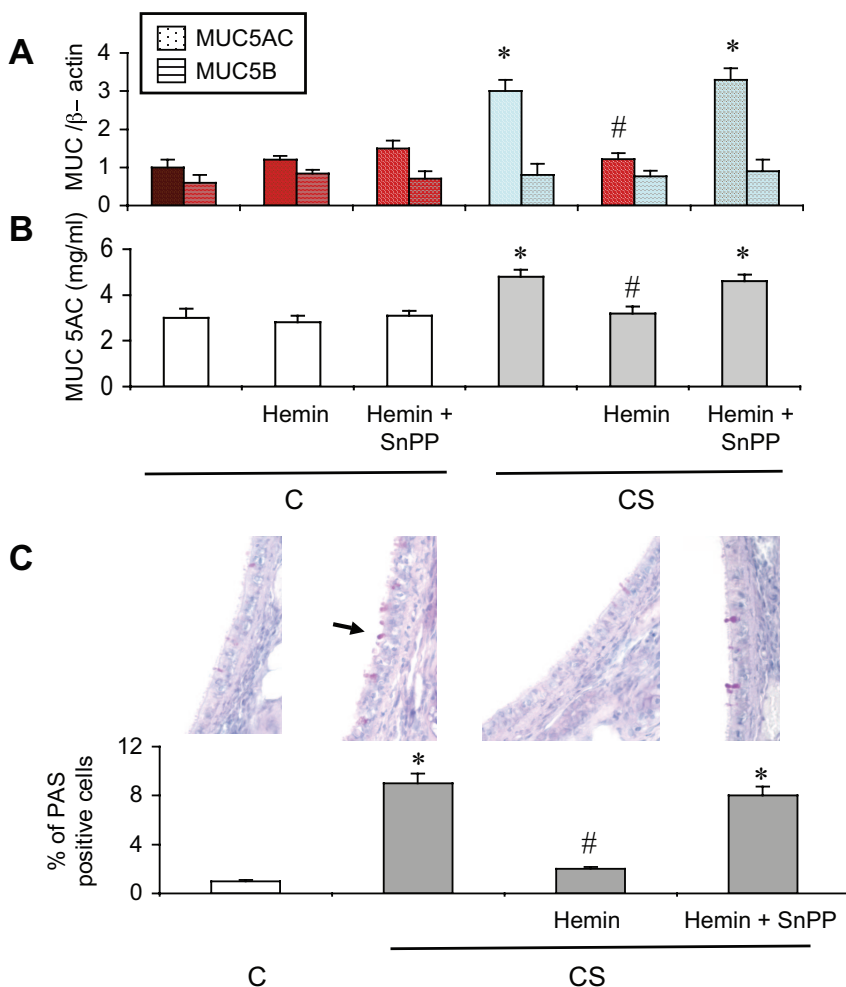 A
MUC5AC
MUC5B
MUC /β– actin
4
3
2
1
0
*
#
*
B
MUC 5AC (mg/ml)
6
4
2
0
*
#
*
Hemin
Hemin +
SnPP
Hemin
Hemin +
SnPP
C
CS
C
% of PAS
positive cells
12
8
4
0
*
#
*
Hemin
Hemin + SnPP
C
CS